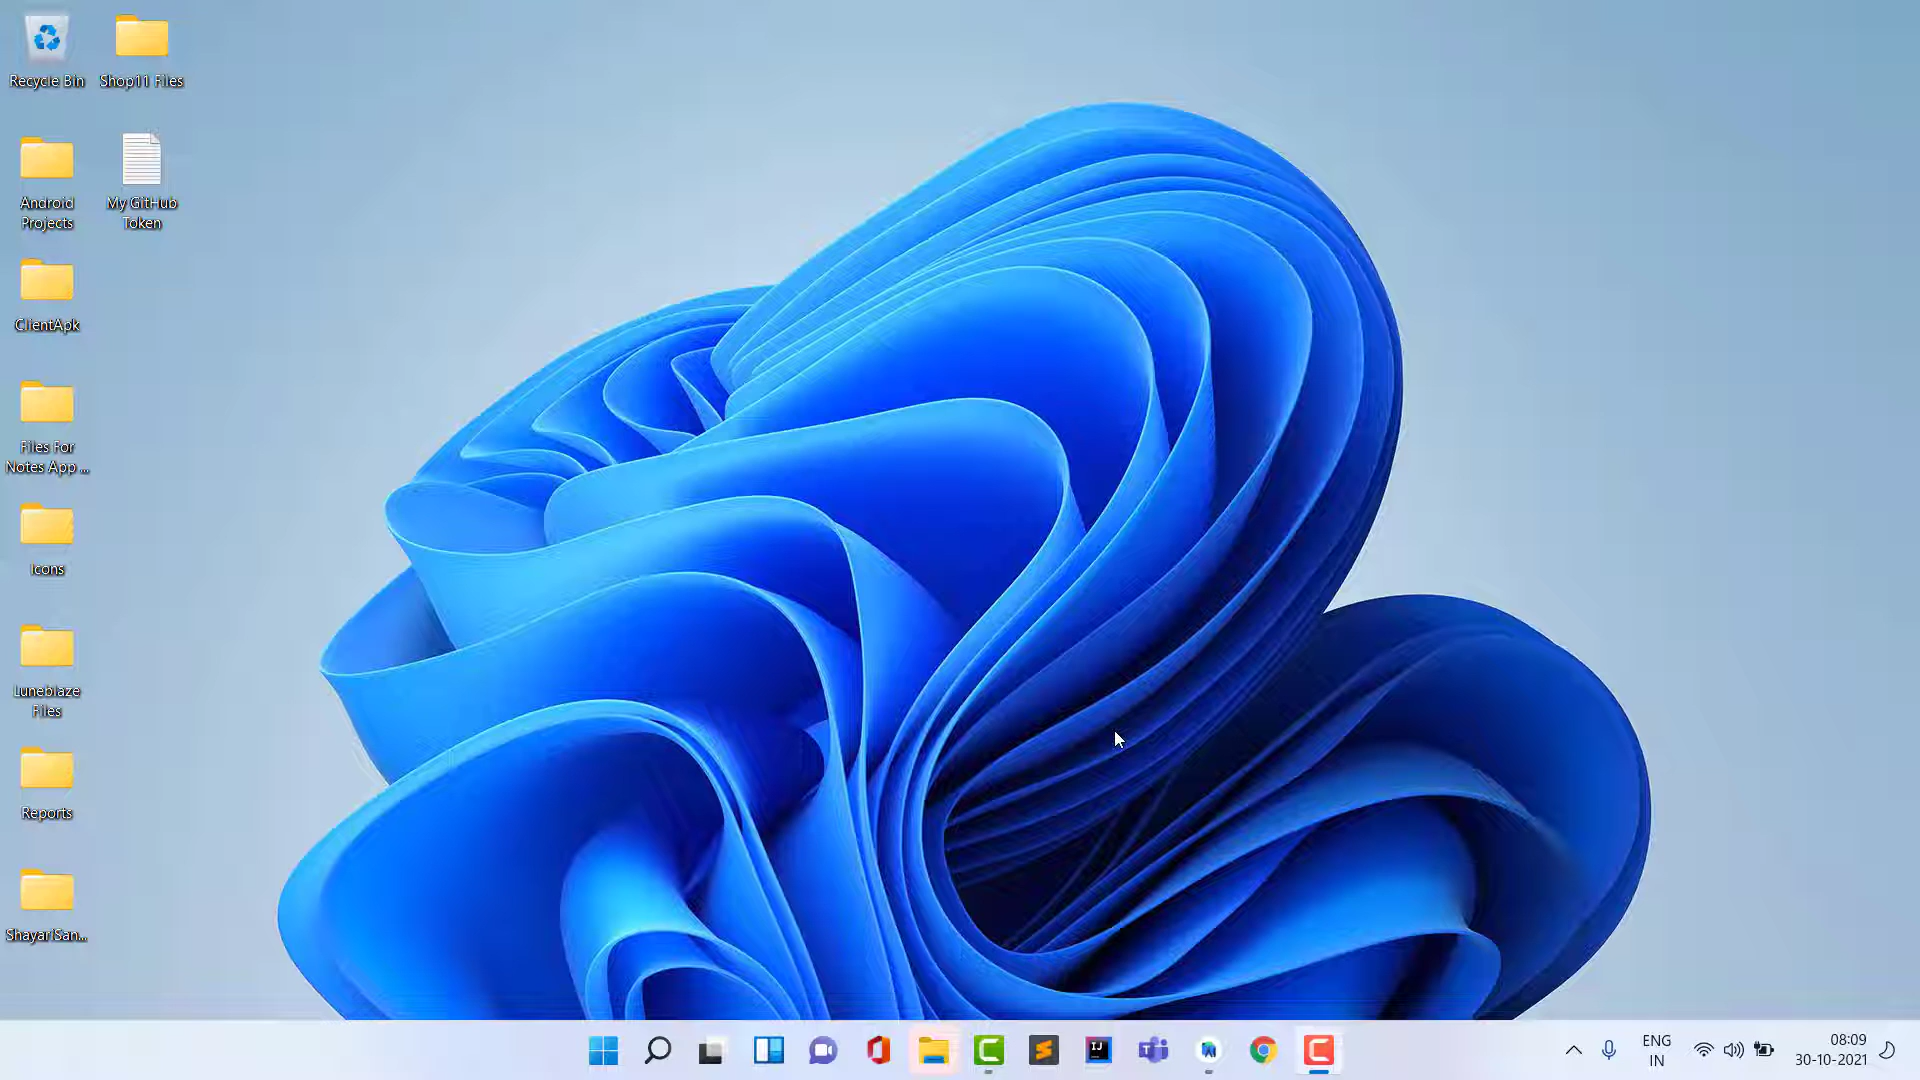 Recycle Bin
Shop11 Files
Android
Projects
My GitHub
Token
ClientApk
Files For
Notes App ...
Icons
Luneblaze
Files
Reports
ShayariSan...
IJ
ENG
IN
08:09
30-10-2021